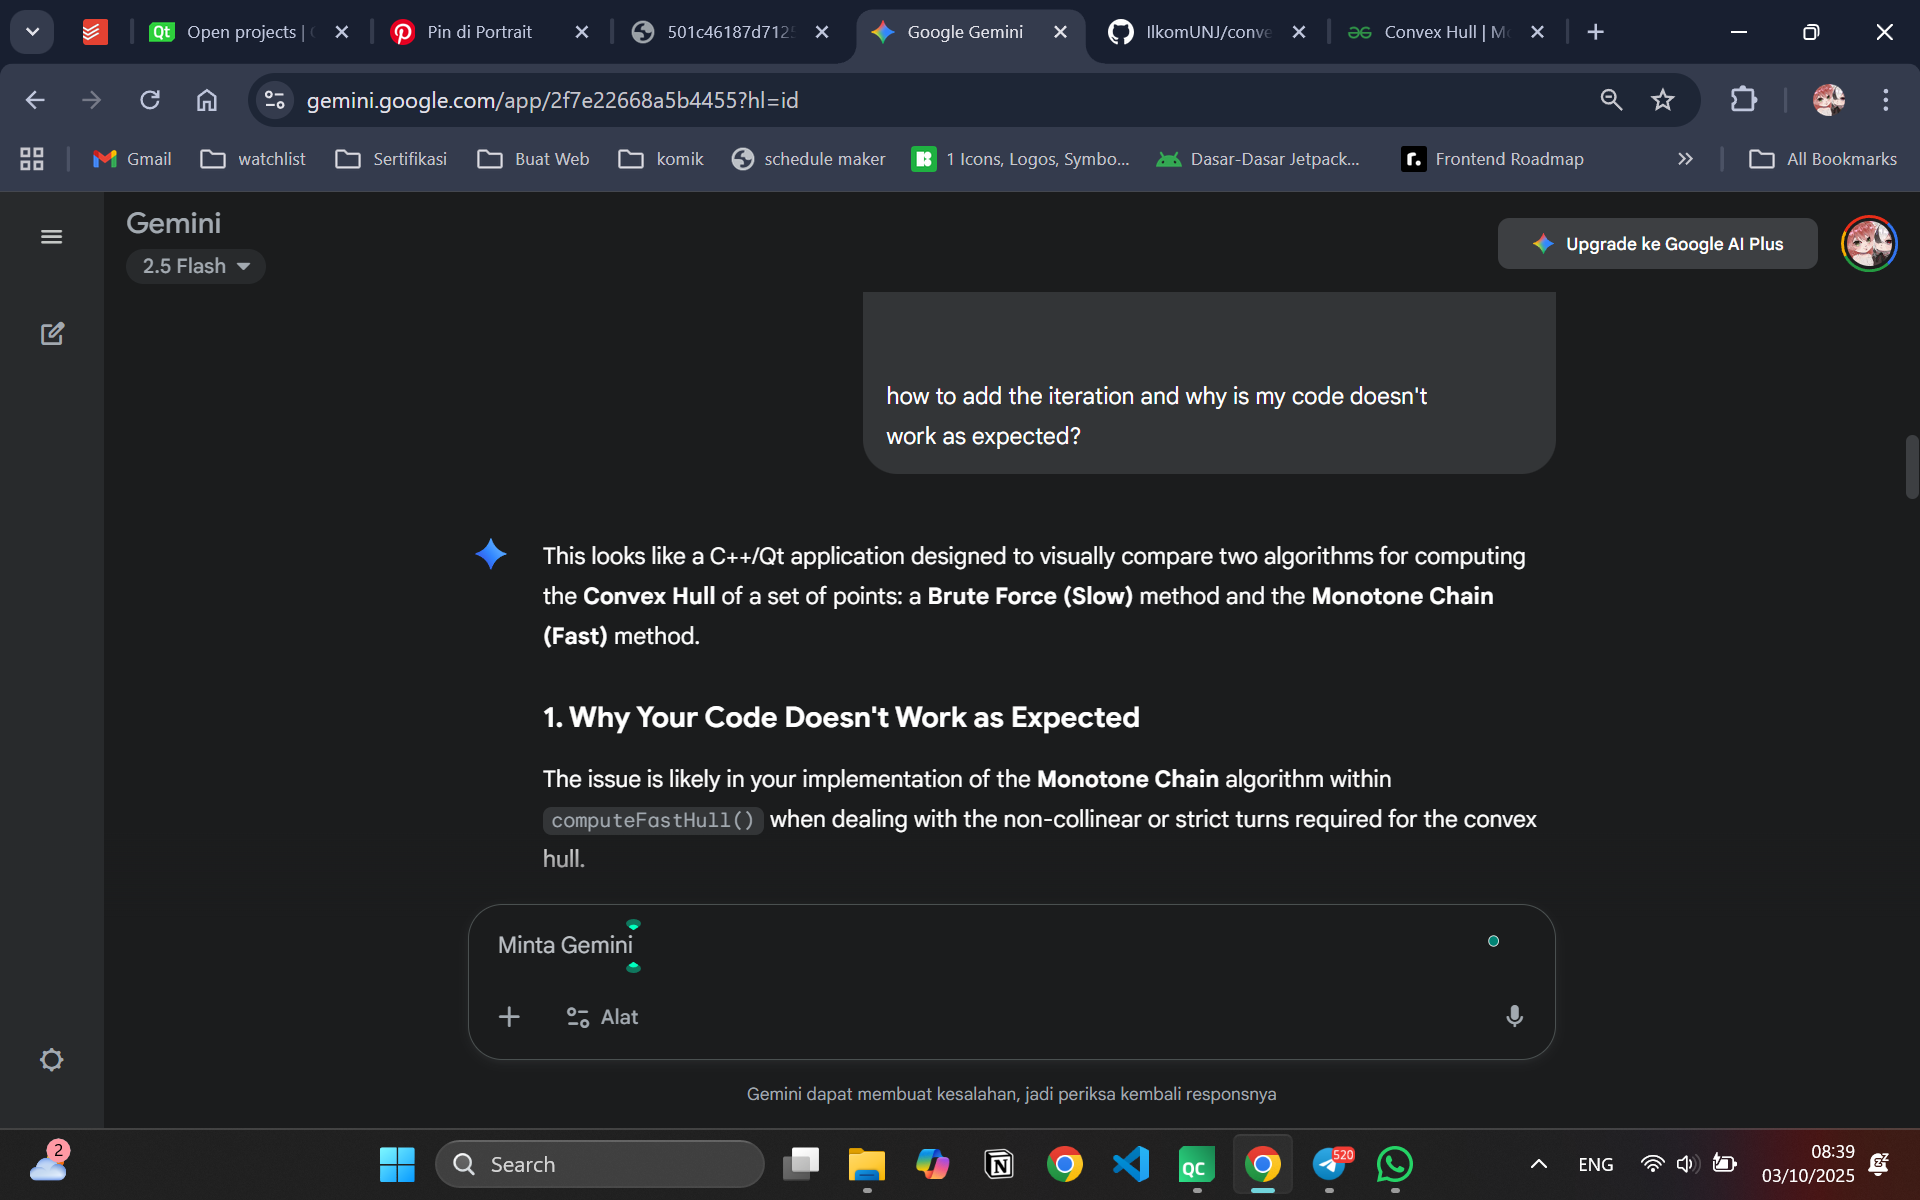 Open projects |
Pin di Portrait
501c46187d712
Google Gemini
IlkomUNJ/conve
Convex Hull | M
gemini.google.com/app/2f7e22668a5b4455?hl=id
Gmail
watchlist
Sertifikasi
Buat Web
komik
schedule maker
1 Icons, Logos, Symbo...
Dasar-Dasar Jetpack...
Frontend Roadmap
All Bookmarks
Gemini
2.5 Flash
Upgrade ke Google AI Plus
how to add the iteration and why is my code doesn't
work as expected?
This looks like a C++/Qt application designed to visually compare two algorithms for computing
the Convex Hull of a set of points: a Brute Force (Slow) method and the Monotone Chain
(Fast) method.
1. Why Your Code Doesn't Work as Expected
The issue is likely in your implementation of the Monotone Chain algorithm within
computeFastHull() when dealing with the non-collinear or strict turns required for the convex
hull.
Minta Gemini
Alat
Gemini dapat membuat kesalahan, jadi periksa kembali responsnya
2
Search
QC
520
ENG
08:39
03/10/2025